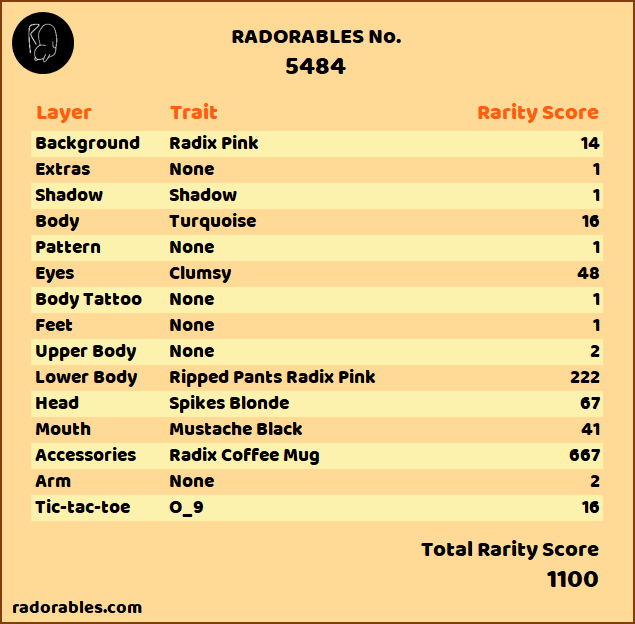 RADORABLES No.
5484
Layer Trait Rarity Score
Background Radix Pink 14
Extras None 1
Shadow Shadow 1
Body Turquoise 16
Pattern None 1
Eyes Clumsy 48
Body Tattoo None 1
Feet None 1
Upper Body None 2
Lower Body Ripped Pants Radix Pink 222
Head Spikes Blonde 67
Mouth Mustache Black 41
Accessories Radix Coffee Mug 667
Arm None 2
Tic-tac-toe O_9 16
Total Rarity Score
1100
radorables.com